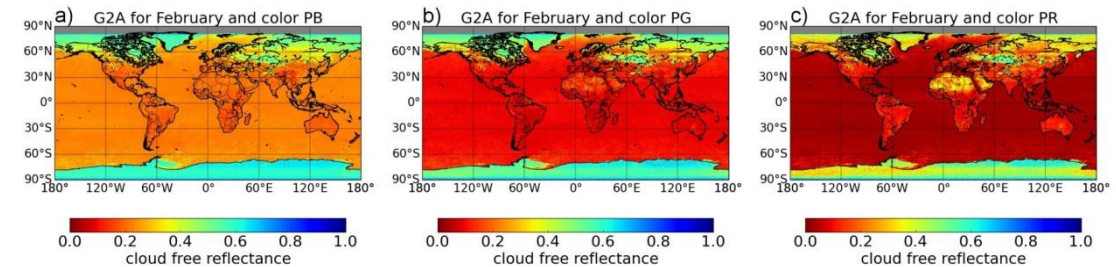 a) G2A for February and color PB
90°N
60°N
30°N
0°
30°S
60°S
90°S
180° 120°W 60°W 0° 60°E 120°E 180°
0.0 0.2 0.4 0.6 0.8 1.0
cloud free reflectance
b) G2A for February and color PG
90°N
60°N
30°N
0°
30°S
60°S
90°S
180° 120°W 60°W 0° 60°E 120°E 180°
0.0 0.2 0.4 0.6 0.8 1.0
cloud free reflectance
c) G2A for February and color PR
90°N
60°N
30°N
0°
30°S
60°S
90°S
180° 120°W 60°W 0° 60°E 120°E 180°
0.0 0.2 0.4 0.6 0.8 1.0
cloud free reflectance